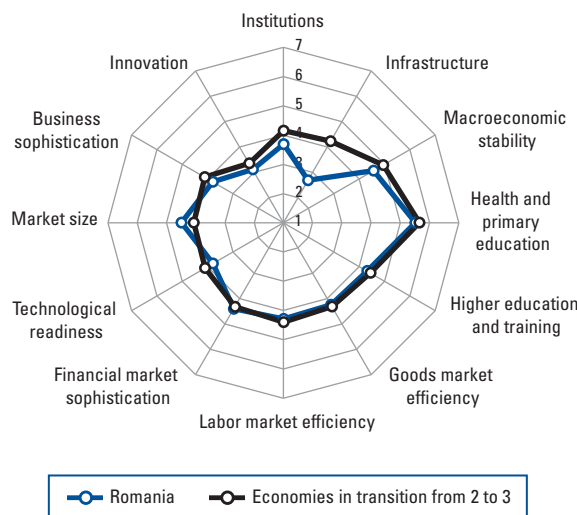 Institutions
7
6
5
4
3
2
1
Infrastructure
Macroeconomic
stability
Health and
primary
education
Higher education
and training
Goods market
efficiency
Labor market efficiency
Financial market
sophistication
Technological
readiness
Market size
Business
sophistication
Innovation
Romania
Economies in transition from 2 to 3